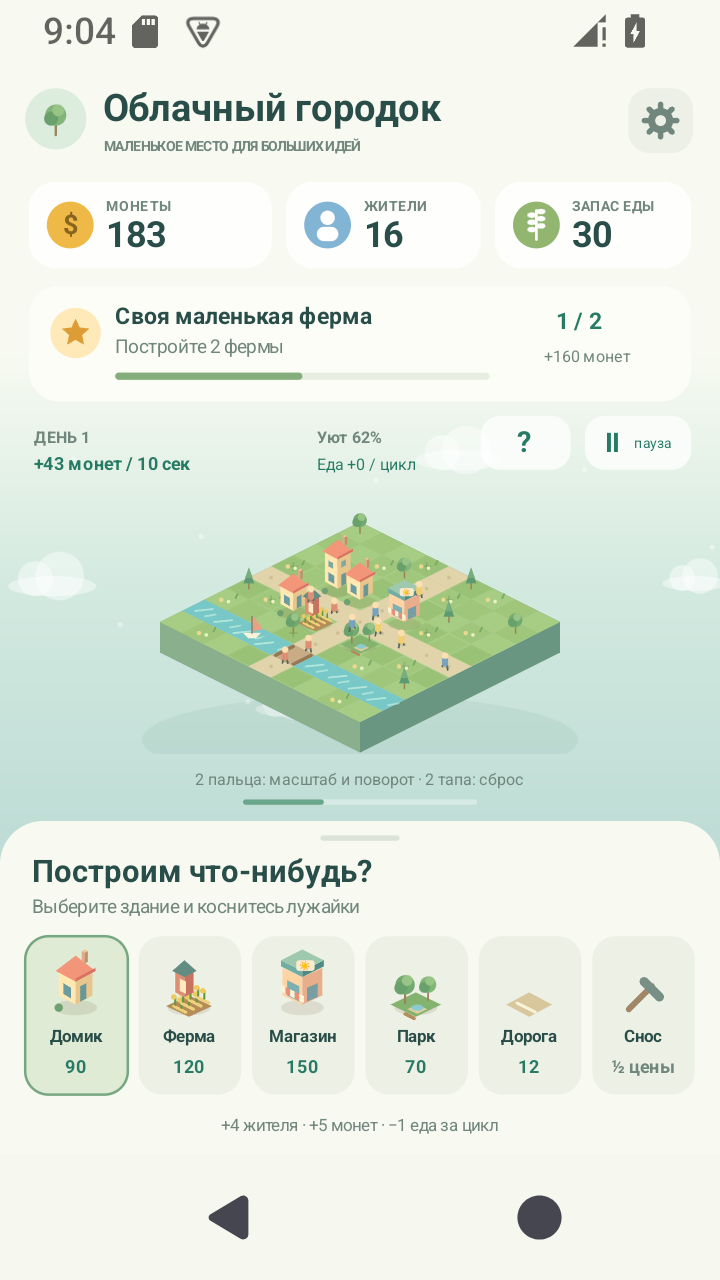 9:04
Облачный городок
МАЛЕНЬКОЕ МЕСТО ДЛЯ БОЛЬШИХ ИДЕЙ
МОНЕТЫ
183
ЖИТЕЛИ
16
ЗАПАС ЕДЫ
30
Своя маленькая ферма
Постройте 2 фермы
1 / 2
+160 монет
ДЕНЬ 1
+43 монет / 10 сек
Уют 62%
Еда +0 / цикл
?
пауза
2 пальца: масштаб и поворот · 2 тапа: сброс
Построим что-нибудь?
Выберите здание и коснитесь лужайки
Домик
90
Ферма
120
Магазин
150
Парк
70
Дорога
12
Снос
½ цены
+4 жителя · +5 монет · −1 еда за цикл